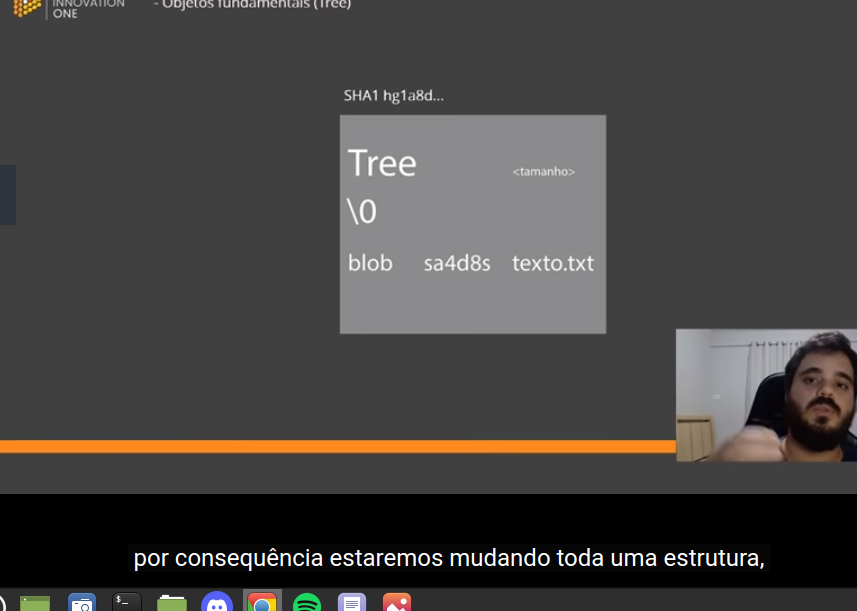 INNOVATION
ONE
- Objetos fundamentais (Tree)
SHA1 hg1a8d...
Tree <tamanho>
\0
blob sa4d8s texto.txt
por consequência estaremos mudando toda uma estrutura,
$_